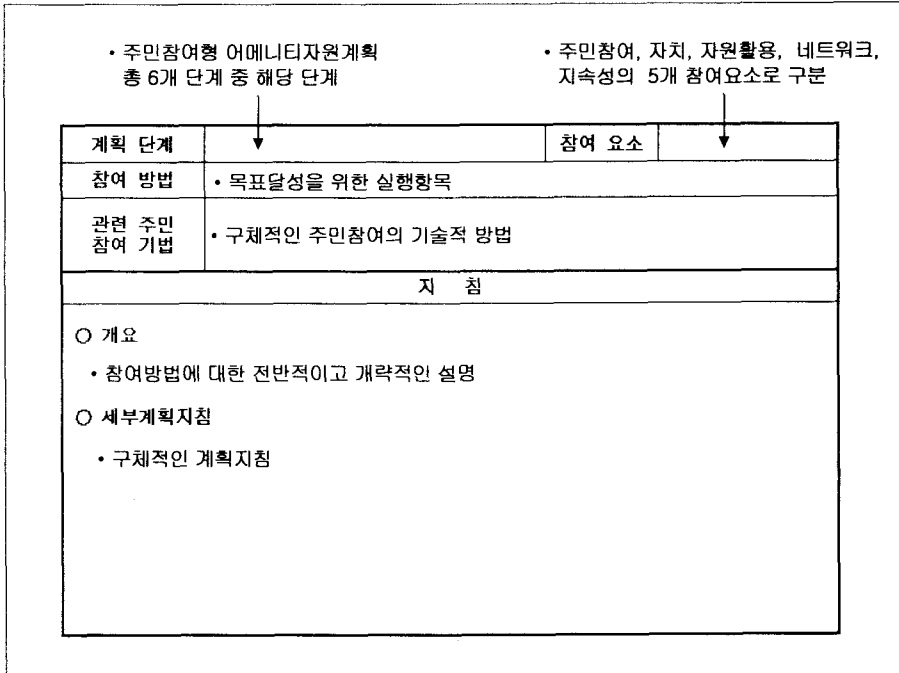 • 주민참여형 어메니티자원계획
총 6개 단계 중 해당 단계
• 주민참여, 자치, 자원활용, 네트워크,
지속성의 5개 참여요소로 구분
계획 단계
참여 요소
참여 방법
• 목표달성을 위한 실행항목
관련 주민
참여 기법
• 구체적인 주민참여의 기술적 방법
지 침
○ 개요
• 참여방법에 대한 전반적이고 개략적인 설명
○ 세부계획지침
• 구체적인 계획지침